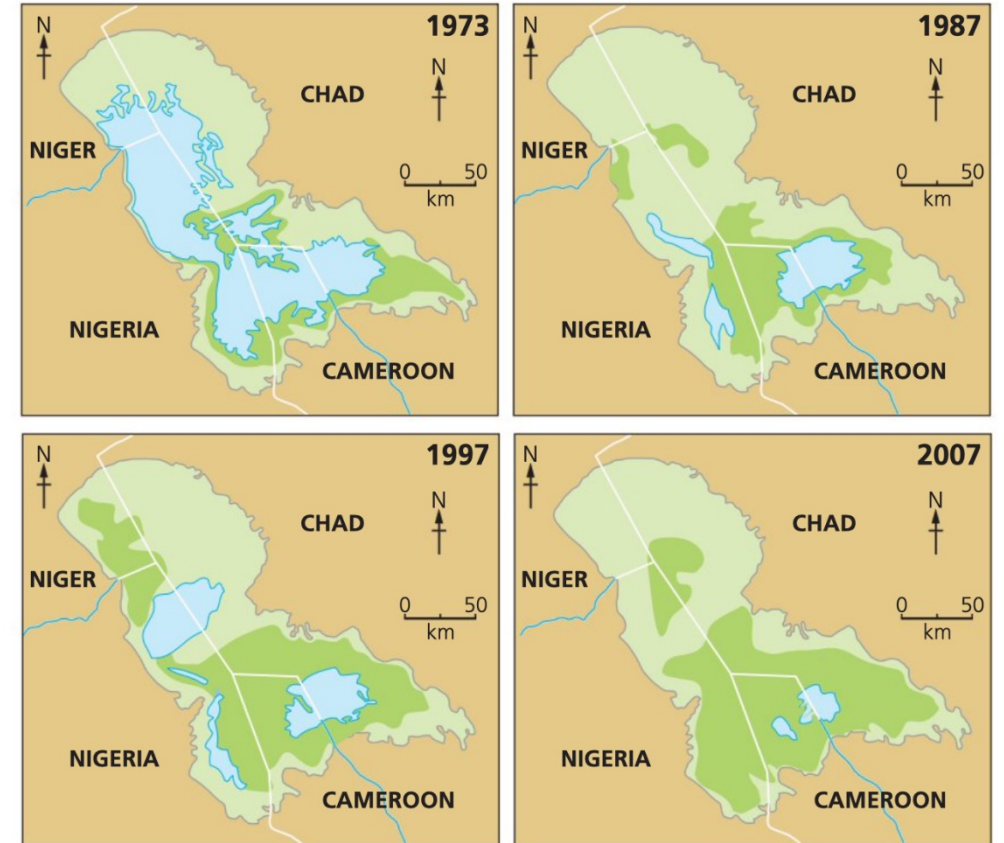 N
1973
N
CHAD
NIGER
0 50
km
NIGERIA
CAMEROON
N
1987
N
CHAD
NIGER
0 50
km
NIGERIA
CAMEROON
N
1997
N
CHAD
NIGER
0 50
km
NIGERIA
CAMEROON
N
2007
N
CHAD
NIGER
0 50
km
NIGERIA
CAMEROON